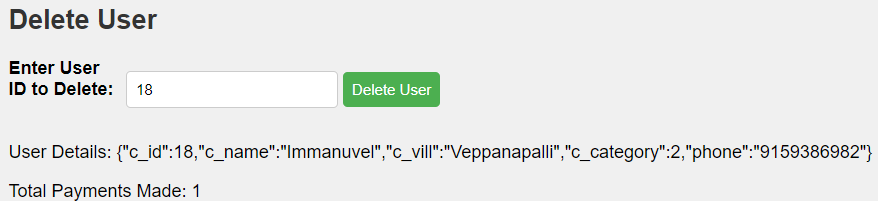 Delete User
Enter User
ID to Delete:
18
Delete User
User Details: {"c_id":18,"c_name":"Immanuvel","c_vill":"Veppanapalli","c_category":2,"phone":"9159386982"}
Total Payments Made: 1